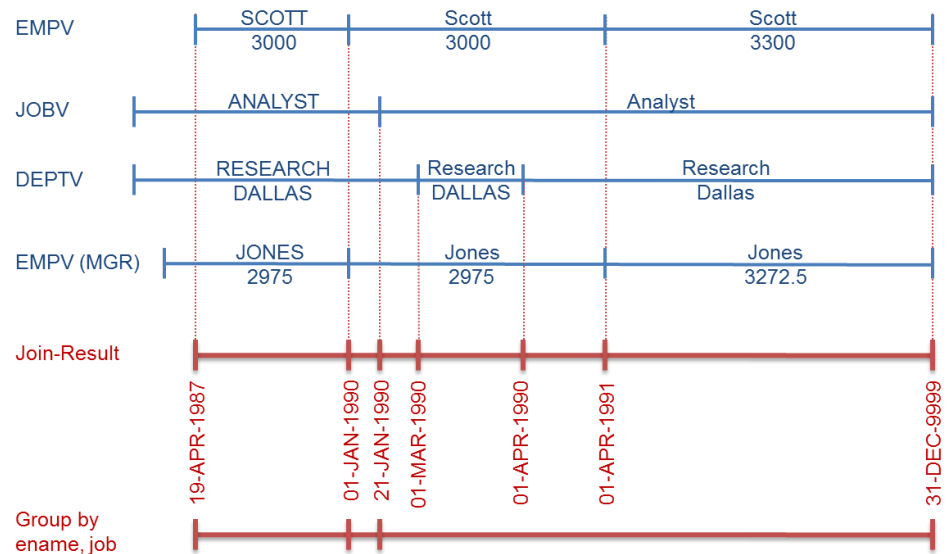 EMPV
SCOTT Scott Scott
3000 3000 3300
JOBV
ANALYST Analyst
DEPTV
RESEARCH Research Research
DALLAS DALLAS Dallas
EMPV (MGR)
JONES Jones Jones
2975 2975 3272.5
Join-Result
19-APR-1987
01-JAN-1990
21-JAN-1990
01-MAR-1990
01-APR-1990
01-APR-1991
31-DEC-9999
Group by
ename, job